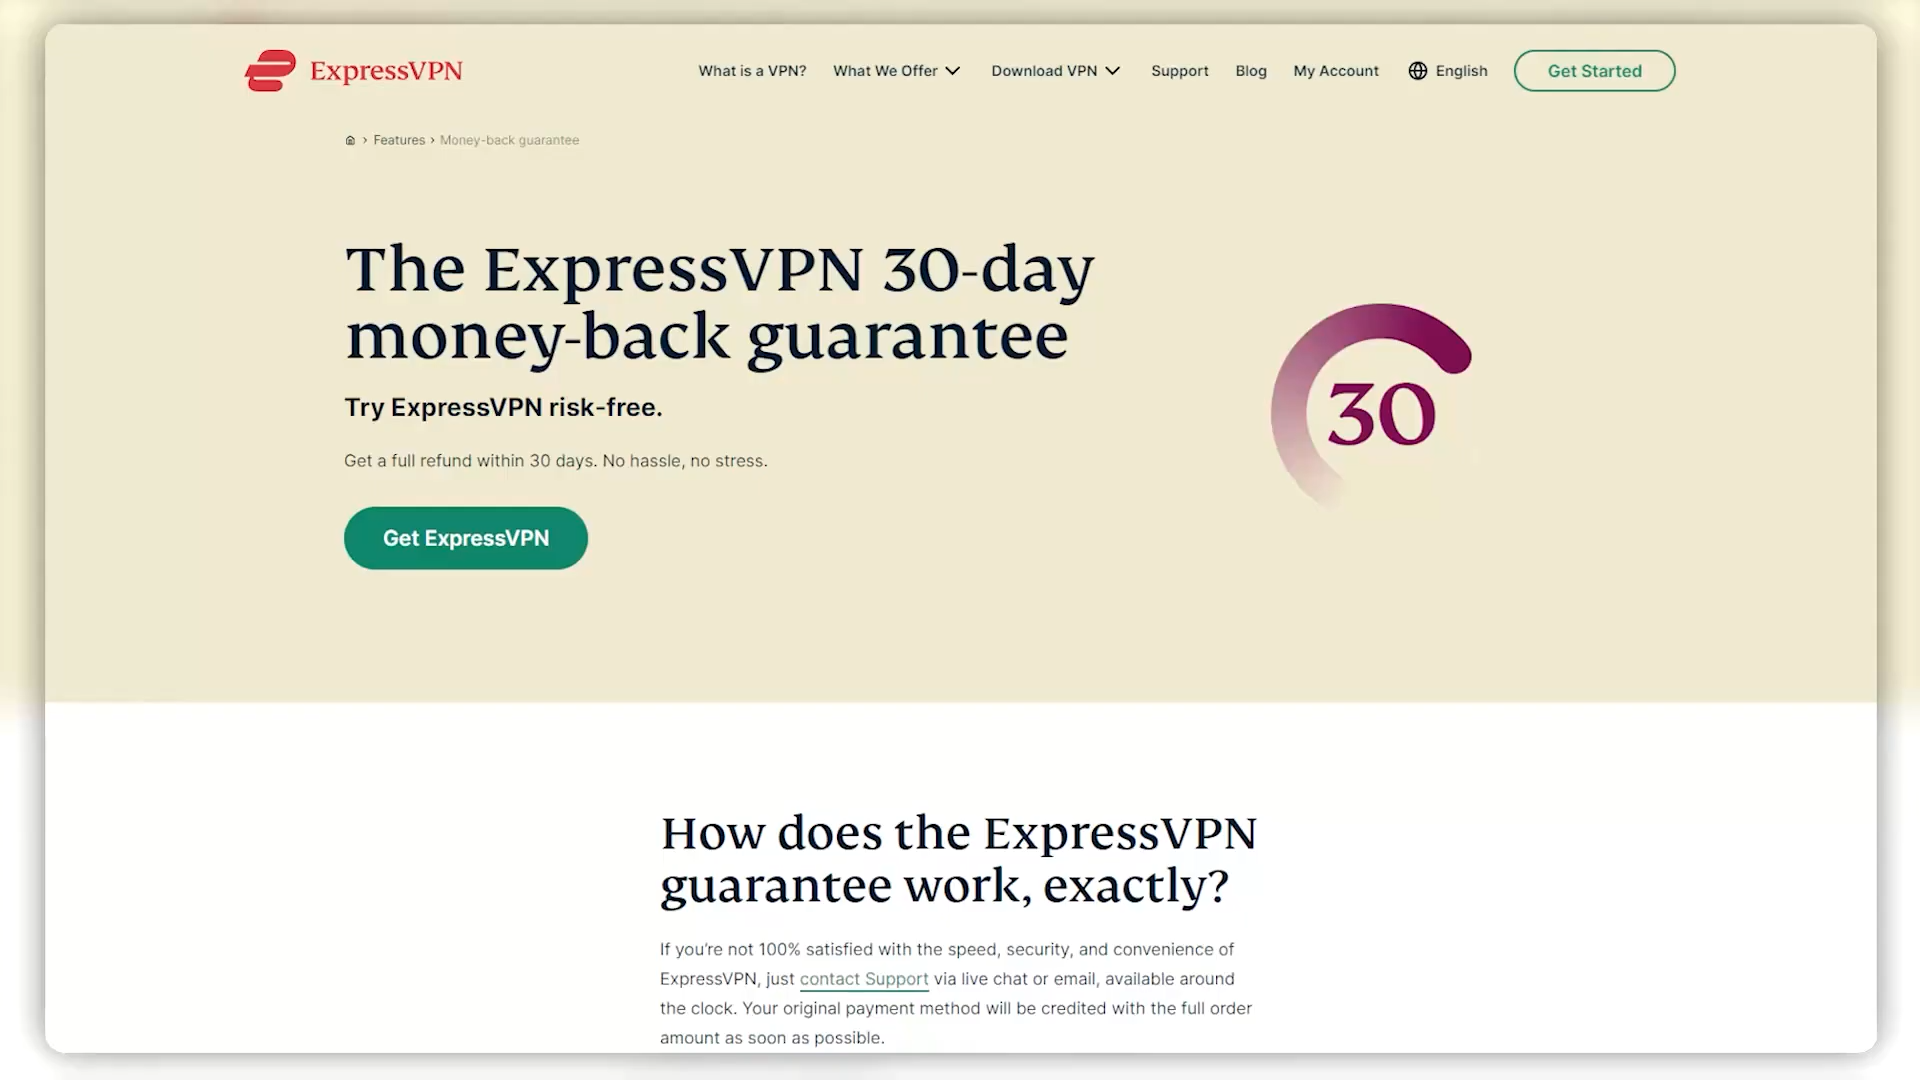 ExpressVPN
What is a VPN? What We Offer Download VPN Support Blog My Account English Get Started
Features › Money-back guarantee
The ExpressVPN 30-day
money-back guarantee
Try ExpressVPN risk-free.
Get a full refund within 30 days. No hassle, no stress.
Get ExpressVPN
30
How does the ExpressVPN
guarantee work, exactly?
If you’re not 100% satisfied with the speed, security, and convenience of
ExpressVPN, just contact Support via live chat or email, available around
the clock. Your original payment method will be credited with the full order
amount as soon as possible.